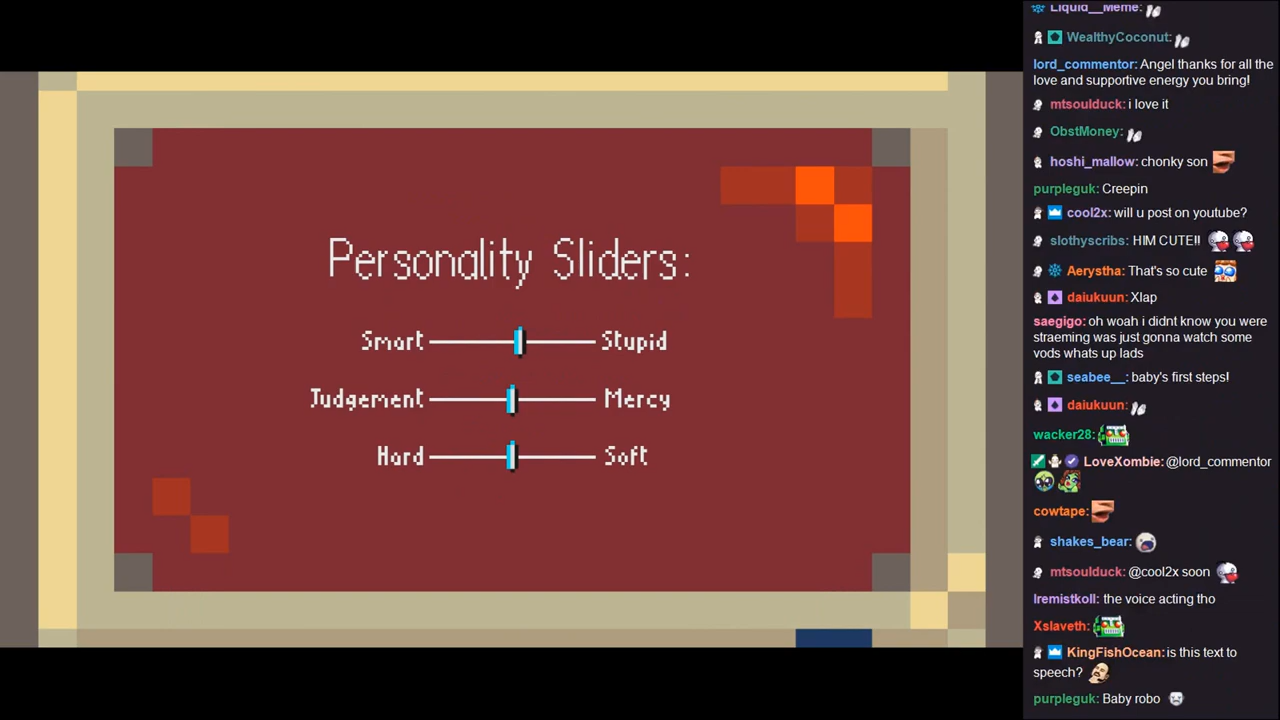 Personality Sliders:
Smart Stupid
Judgement Mercy
Hard Soft
Liquid__Meme:
WealthyCoconut:
lord_commentor: Angel thanks for all the
love and supportive energy you bring!
mtsoulduck: i love it
ObstMoney:
hoshi_mallow: chonky son
purpleguk: Creepin
cool2x: will u post on youtube?
slothyscribs: HIM CUTE!!
Aerystha: That's so cute
daiukuun: Xlap
saegigo: oh woah i didnt know you were
straeming was just gonna watch some
vods whats up lads
seabee__: baby's first steps!
daiukuun:
wacker28:
LoveXombie: @lord_commentor
cowtape:
shakes_bear:
mtsoulduck: @cool2x soon
lremistkoll: the voice acting tho
Xslaveth:
KingFishOcean: is this text to
speech?
purpleguk: Baby robo